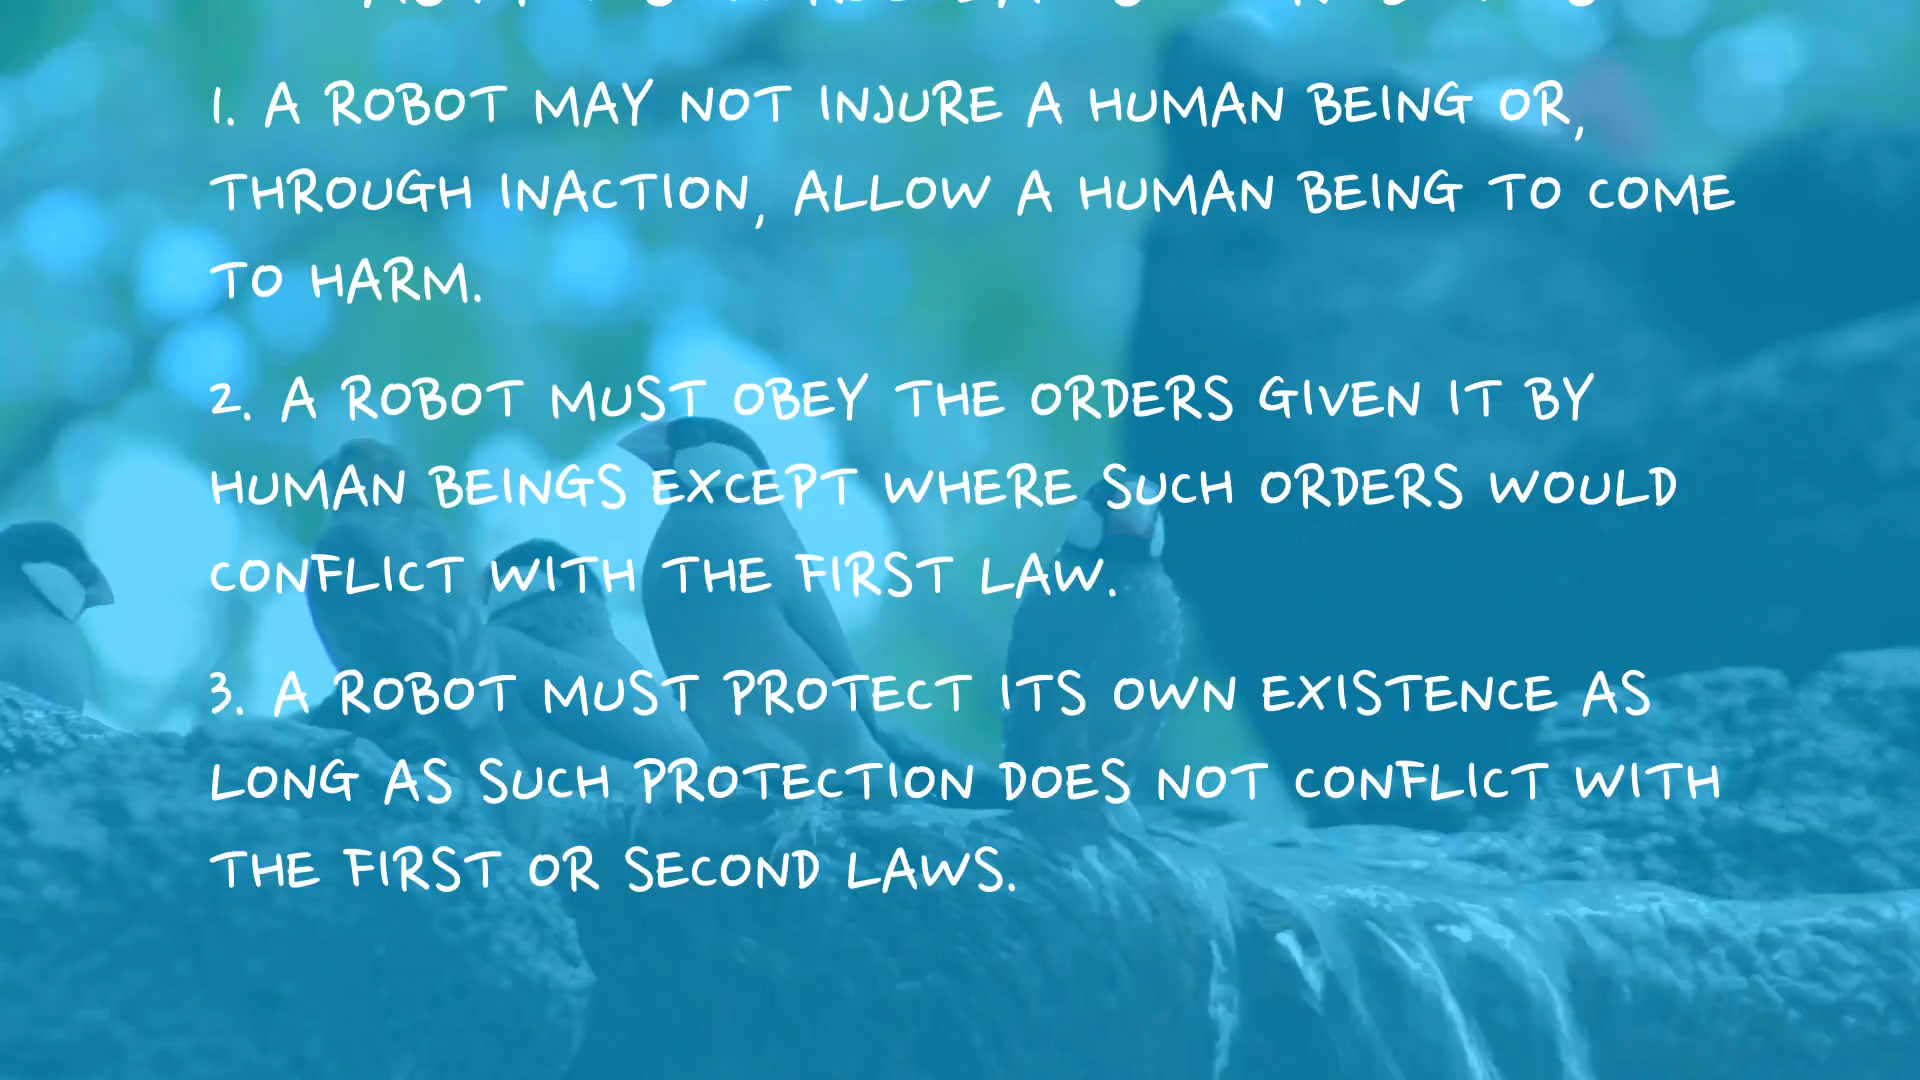 1. A ROBOT MAY NOT INJURE A HUMAN BEING OR,
THROUGH INACTION, ALLOW A HUMAN BEING TO COME
TO HARM.
2. A ROBOT MUST OBEY THE ORDERS GIVEN IT BY
HUMAN BEINGS EXCEPT WHERE SUCH ORDERS WOULD
CONFLICT WITH THE FIRST LAW.
3. A ROBOT MUST PROTECT ITS OWN EXISTENCE AS
LONG AS SUCH PROTECTION DOES NOT CONFLICT WITH
THE FIRST OR SECOND LAWS.